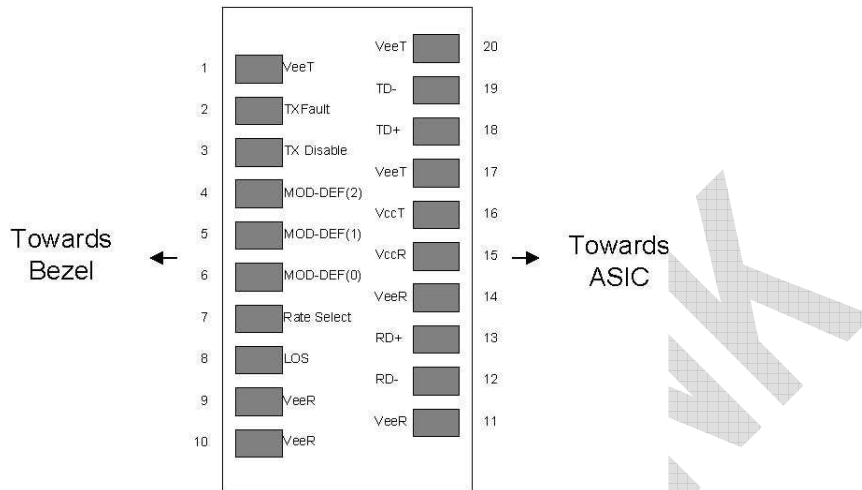 VeeT 20
1 VeeT
TD- 19
2 TXFault
TD+ 18
3 TX Disable
VeeT 17
4 MOD-DEF(2)
VccT 16
5 MOD-DEF(1)
Towards
Bezel
VccR 15
Towards
ASIC
6 MOD-DEF(0)
VeeR 14
7 Rate Select
RD+ 13
8 LOS
RD- 12
9 VeeR
VeeR 11
10 VeeR